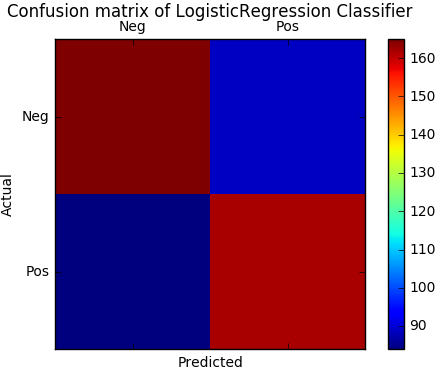 Confusion matrix of LogisticRegression Classifier
Neg Pos
Neg
Pos
Actual
Predicted
160
150
140
130
120
110
100
90